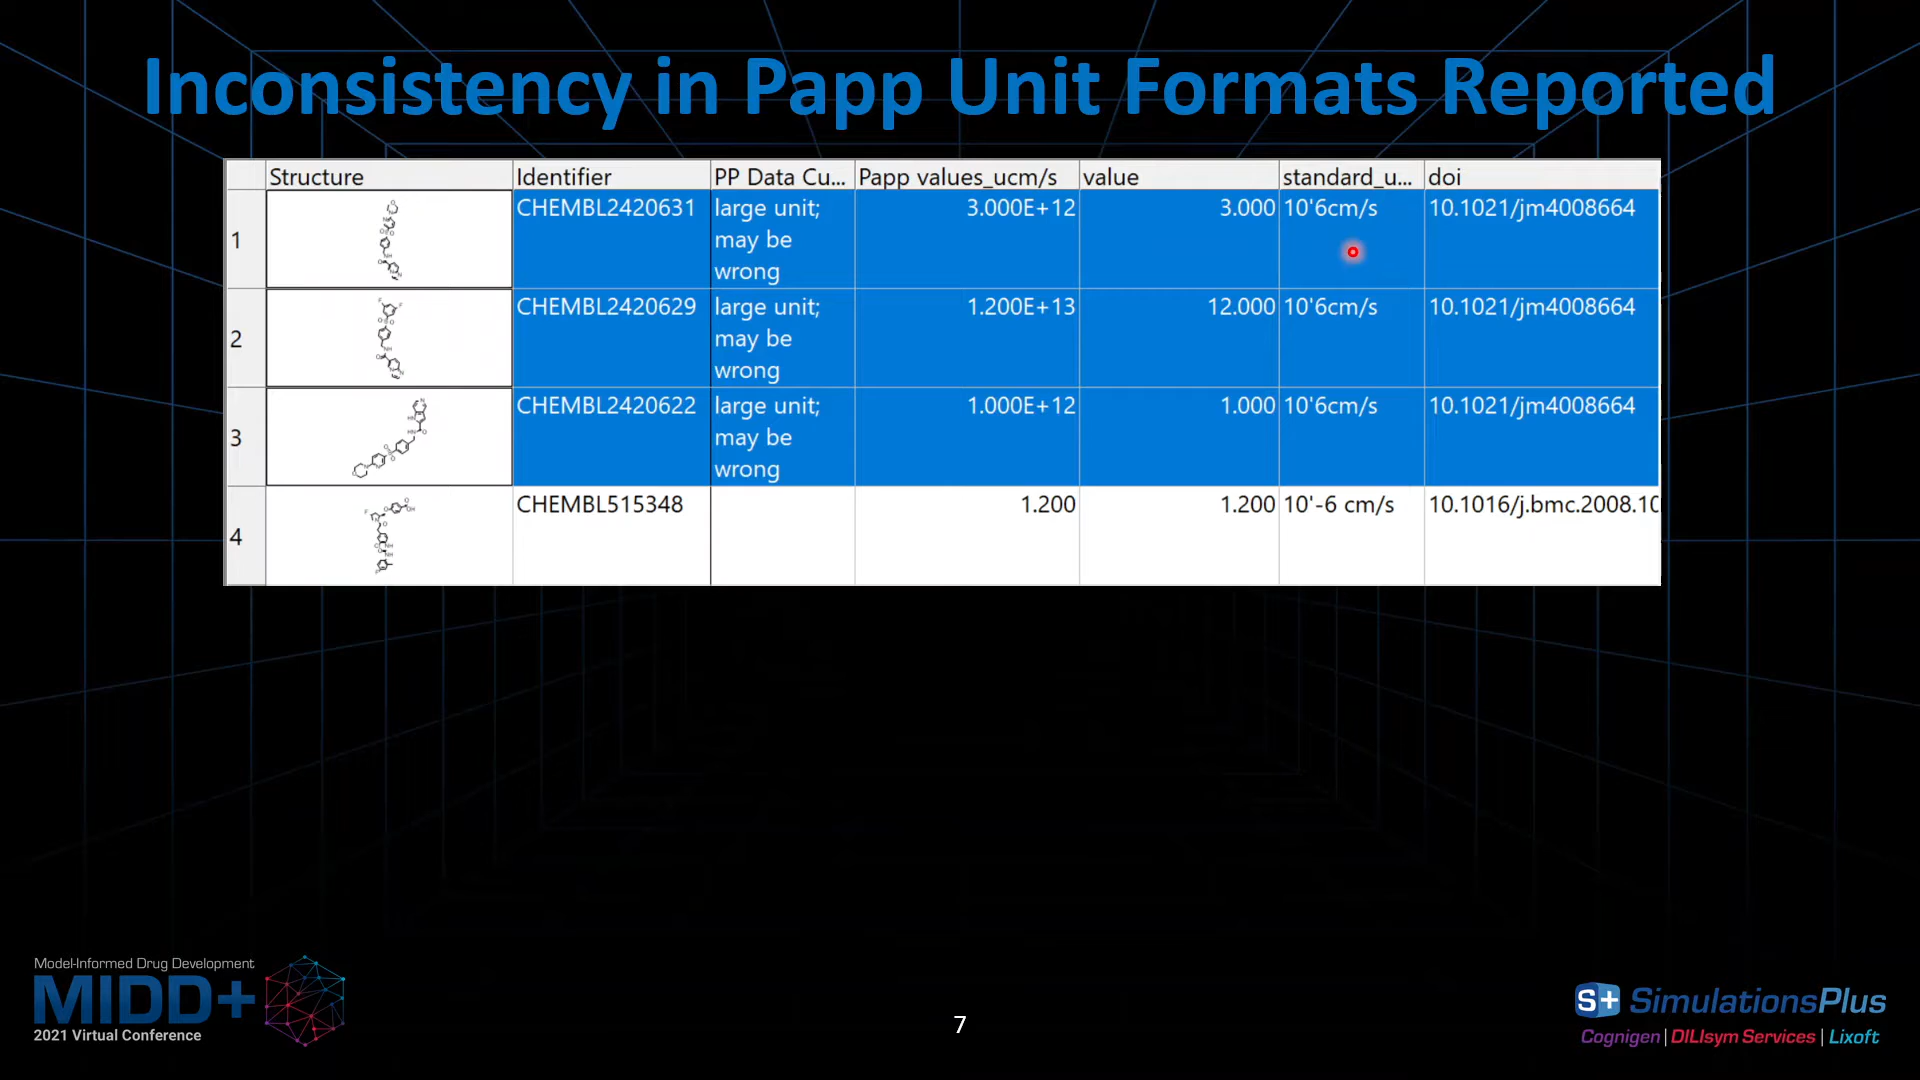 Inconsistency in Papp Unit Formats Reported
Structure Identifier PP Data Cu... Papp values_ucm/s value standard_u... doi
1 CHEMBL2420631 large unit; 3.000E+12 3.000 10'6cm/s 10.1021/jm4008664
may be
wrong
2 CHEMBL2420629 large unit; 1.200E+13 12.000 10'6cm/s 10.1021/jm4008664
may be
wrong
3 CHEMBL2420622 large unit; 1.000E+12 1.000 10'6cm/s 10.1021/jm4008664
may be
wrong
4 CHEMBL515348 1.200 1.200 10'-6 cm/s 10.1016/j.bmc.2008.10
Model-Informed Drug Development
MIDD+
2021 Virtual Conference
7
S+ SimulationsPlus
Cognigen | DILIsym Services | Lixoft